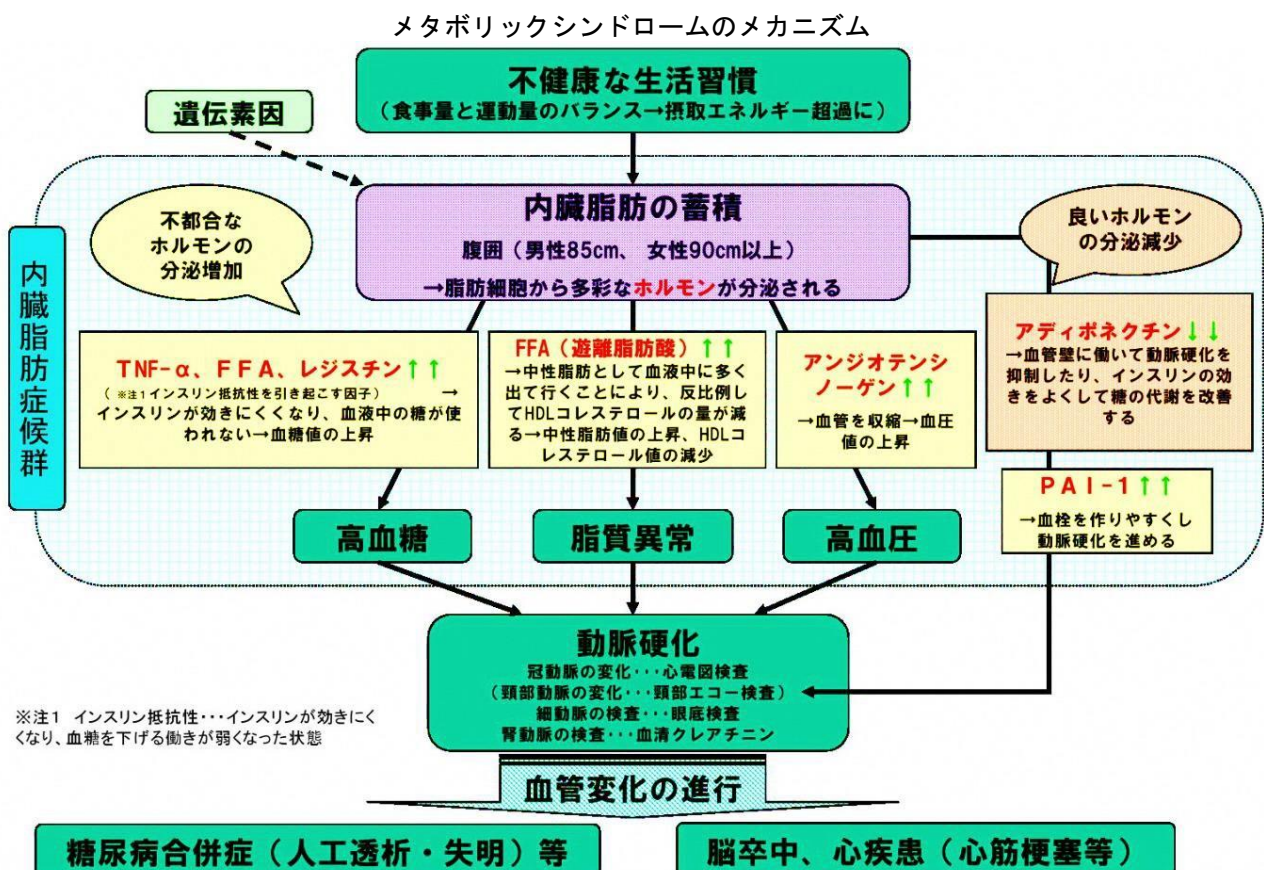 メタボリックシンドロームのメカニズム
不健康な生活習慣
(食事量と運動量のバランス→摂取エネルギー超過に)
遺伝素因
内臓脂肪の蓄積
腹囲(男性85cm、 女性90cm以上)
→脂肪細胞から多彩なホルモンが分泌される
不都合な
ホルモンの
分泌増加
良いホルモン
の分泌減少
内臓脂肪症候群
TNF-α、FFA、レジスチン↑↑
( ※注1インスリン抵抗性を引き起こす因子) →
インスリンが効きにくくなり、血液中の糖が使
われない→血糖値の上昇
FFA(遊離脂肪酸)↑↑
→中性脂肪として血液中に多く
出て行くことにより、反比例し
てHDLコレステロールの量が減
る→中性脂肪値の上昇、HDLコ
レステロール値の減少
アンジオテンシ
ノーゲン↑↑
→血管を収縮→血圧
値の上昇
アディポネクチン↓↓
→血管壁に働いて動脈硬化を
抑制したり、インスリンの効
きをよくして糖の代謝を改善
する
PAI-1↑↑
→血栓を作りやすくし
動脈硬化を進める
高血糖
脂質異常
高血圧
動脈硬化
冠動脈の変化・・・心電図検査
(頸部動脈の変化・・・頸部エコー検査)
細動脈の検査・・・眼底検査
腎動脈の検査・・・血清クレアチニン
※注1 インスリン抵抗性・・・インスリンが効きにく
くなり、血糖を下げる働きが弱くなった状態
血管変化の進行
糖尿病合併症(人工透析・失明)等
脳卒中、心疾患(心筋梗塞等)